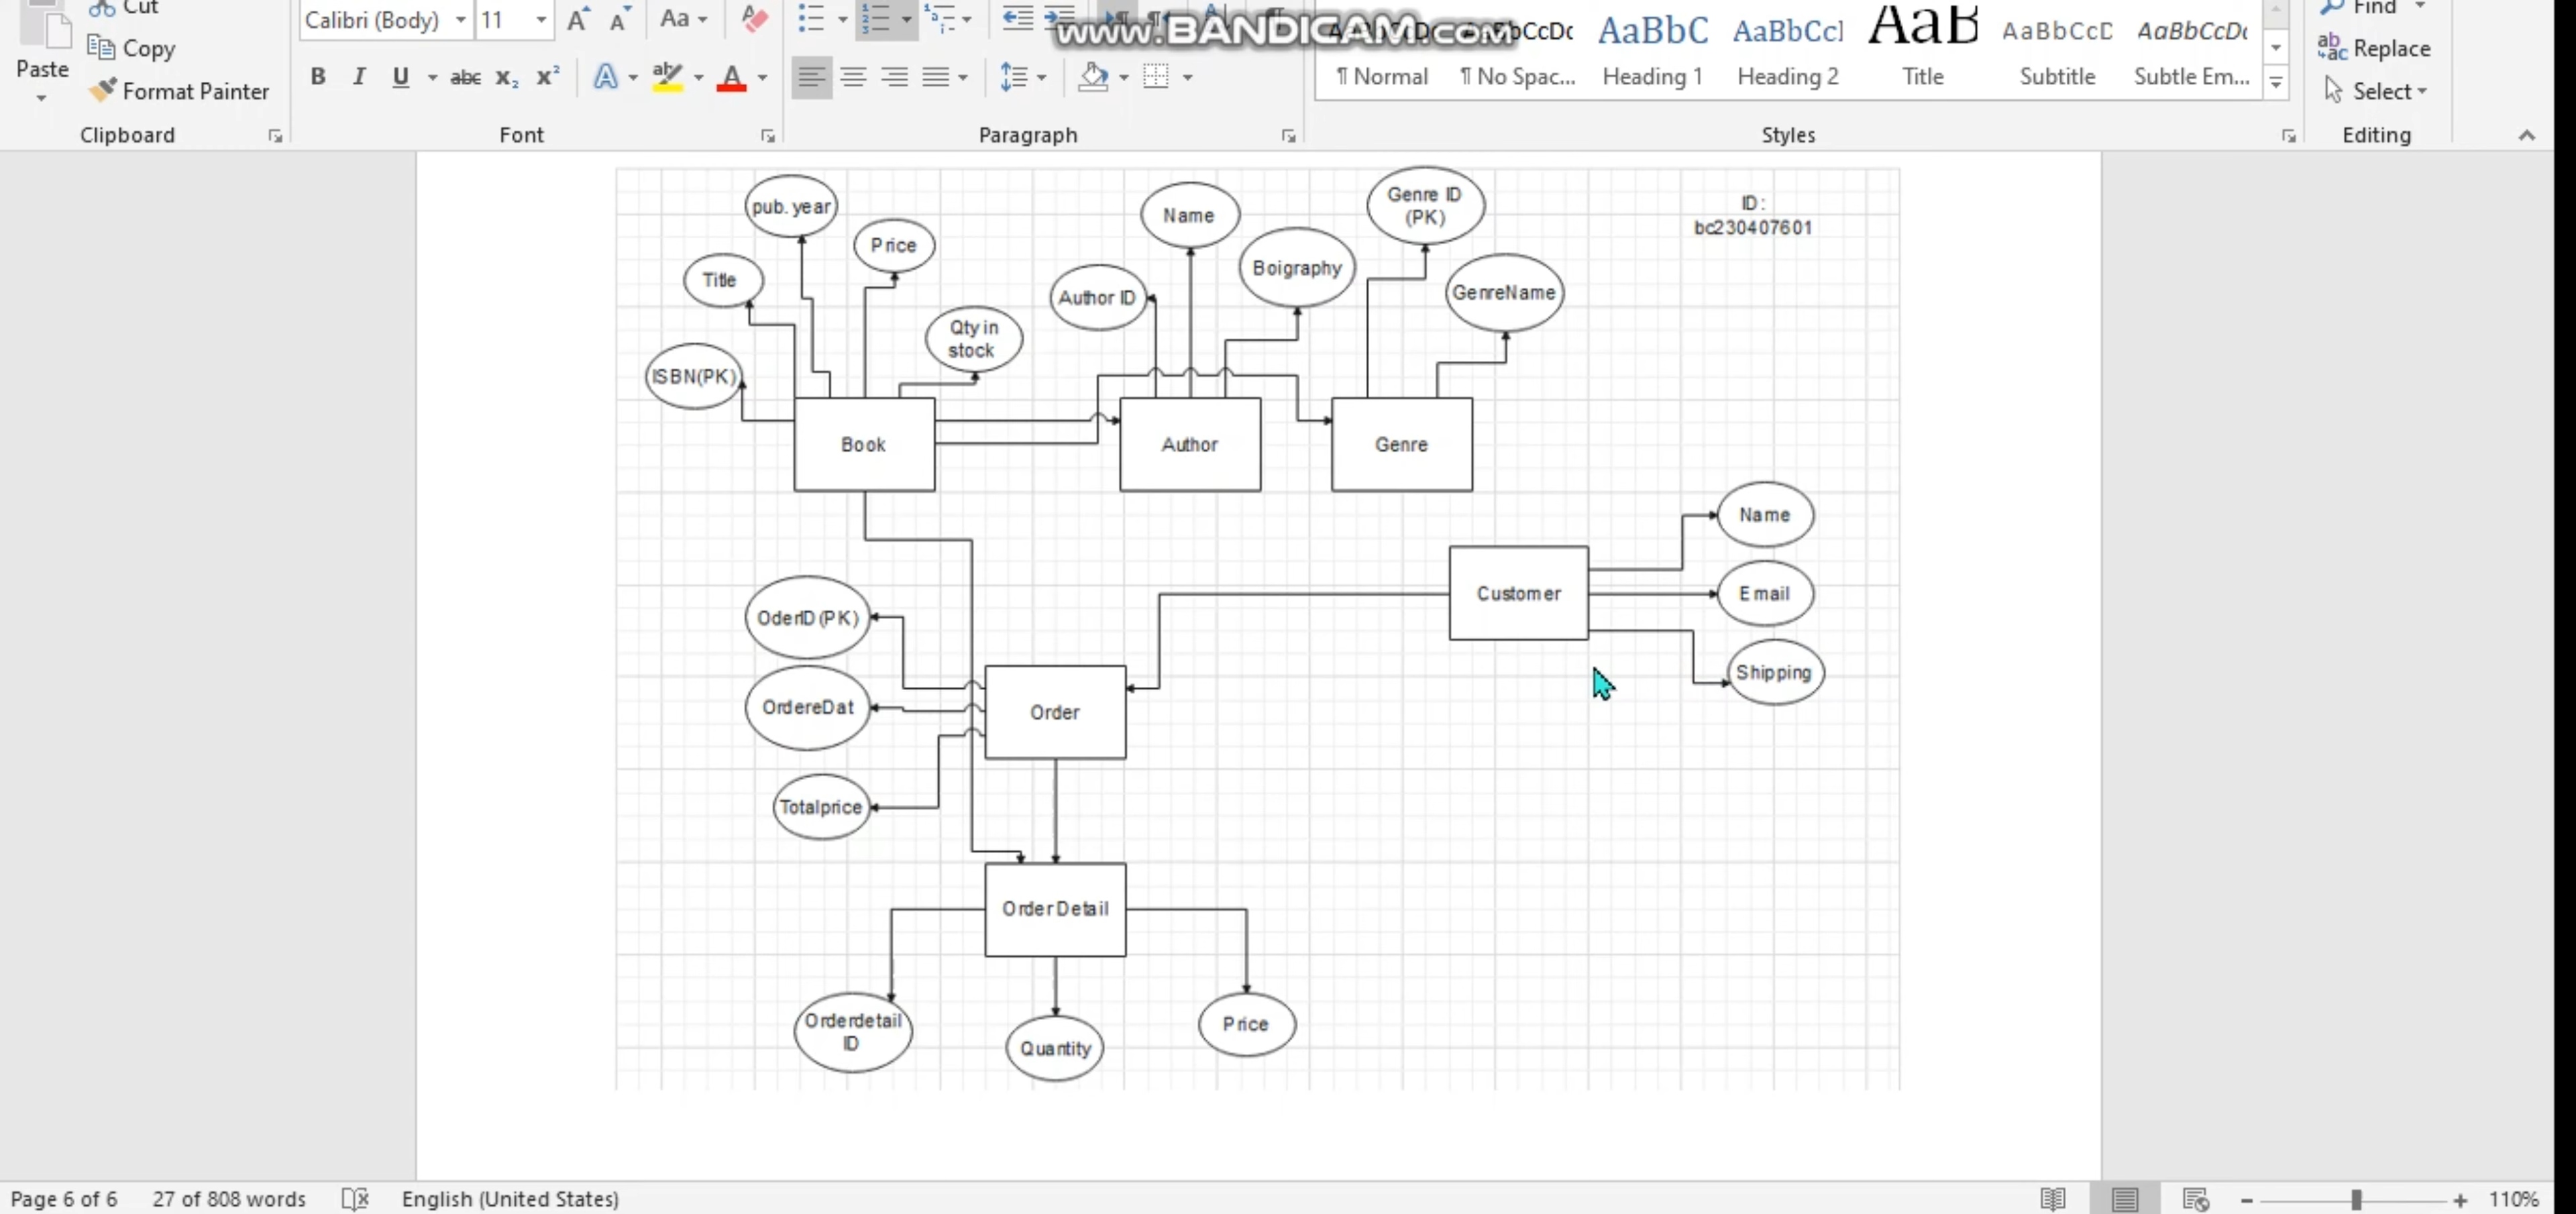 Cut
Copy
Paste
Format Painter
Clipboard
Calibri (Body)
11
Aa
B I U abc X₂ X² A ab A
Font
Paragraph
www.BANDICAM.com
AaBbC AaBbCcI AaB AaBbCcD AaBbCcDc
¶ Normal ¶ No Spac... Heading 1 Heading 2 Title Subtitle Subtle Em...
Styles
Find
Replace
Select
Editing
pub. year
Price
Title
Qty in
stock
ISBN(PK)
Book
Name
Author ID
Boigraphy
Author
Genre ID
(PK)
GenreName
Genre
ID:
bc230407601
Name
Email
Shipping
Customer
OderID(PK)
OrdereDat
Totalprice
Order
Order Detail
Orderdetail
ID
Quantity
Price
Page 6 of 6 27 of 808 words English (United States) 110%